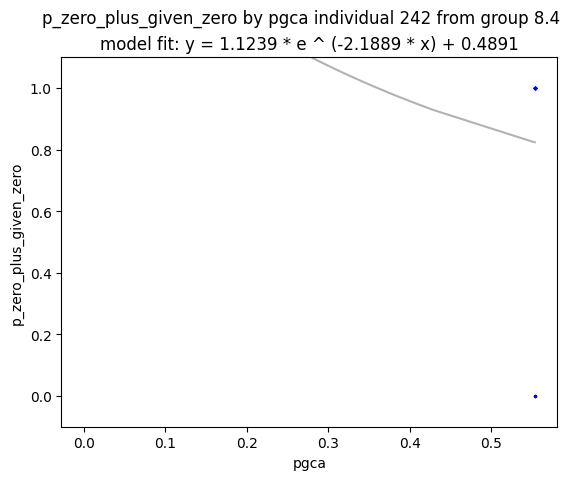 p_zero_plus_given_zero by pgca individual 242 from group 8.4
model fit: y = 1.1239 * e ^ (-2.1889 * x) + 0.4891
1.0
0.8
0.6
0.4
0.2
0.0
p_zero_plus_given_zero
0.0 0.1 0.2 0.3 0.4 0.5
pgca